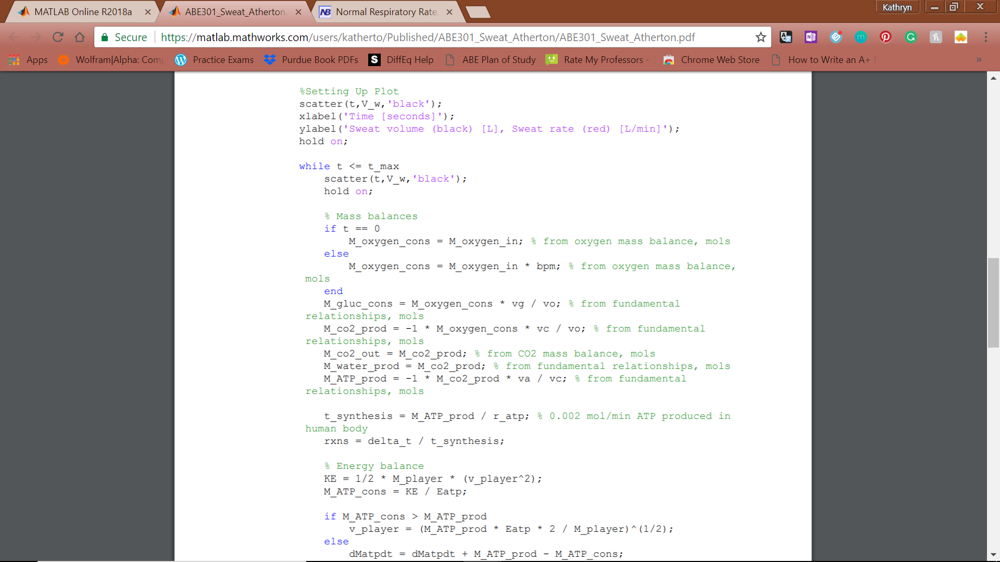 MATLAB Online R2018a
ABE301_Sweat_Atherton.
NB Normal Respiratory Rate,
Kathryn
Secure https://matlab.mathworks.com/users/katherto/Published/ABE301_Sweat_Atherton/ABE301_Sweat_Atherton.pdf
Apps Wolfram|Alpha: Com Practice Exams Purdue Book PDFs S DiffEq Help ABE Plan of Study Rate My Professors - Chrome Web Store How to Write an A+ »
%Setting Up Plot
scatter(t,V_w,'black');
xlabel('Time [seconds]');
ylabel('Sweat volume (black) [L], Sweat rate (red) [L/min]');
hold on;
while t <= t_max
scatter(t,V_w,'black');
hold on;
% Mass balances
if t == 0
M_oxygen_cons = M_oxygen_in; % from oxygen mass balance, mols
else
M_oxygen_cons = M_oxygen_in * bpm; % from oxygen mass balance,
mols
end
M_gluc_cons = M_oxygen_cons * vg / vo; % from fundamental
relationships, mols
M_co2_prod = -1 * M_oxygen_cons * vc / vo; % from fundamental
relationships, mols
M_co2_out = M_co2_prod; % from CO2 mass balance, mols
M_water_prod = M_co2_prod; % from fundamental relationships, mols
M_ATP_prod = -1 * M_co2_prod * va / vc; % from fundamental
relationships, mols
t_synthesis = M_ATP_prod / r_atp; % 0.002 mol/min ATP produced in
human body
rxns = delta_t / t_synthesis;
% Energy balance
KE = 1/2 * M_player * (v_player^2);
M_ATP_cons = KE / Eatp;
if M_ATP_cons > M_ATP_prod
v_player = (M_ATP_prod * Eatp * 2 / M_player)^(1/2);
else
dMatpdt = dMatpdt + M_ATP_prod - M_ATP_cons;